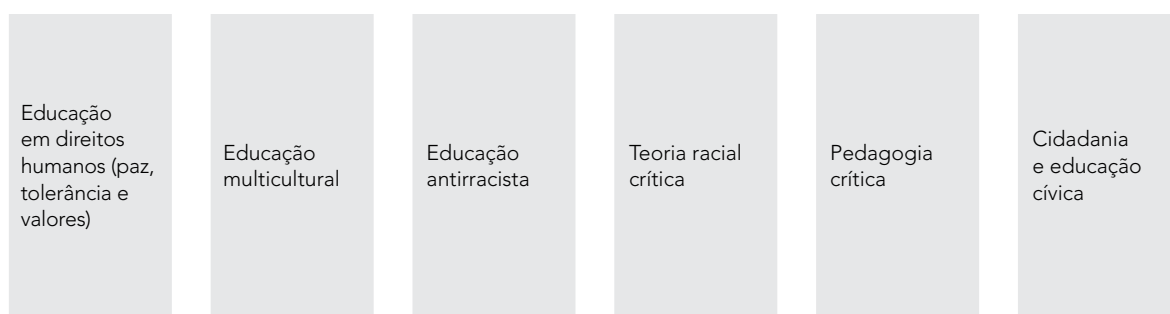 Educação
em direitos
humanos (paz,
tolerância e
valores)
Educação
multicultural
Educação
antirracista
Teoria racial
crítica
Pedagogia
crítica
Cidadania
e educação
cívica